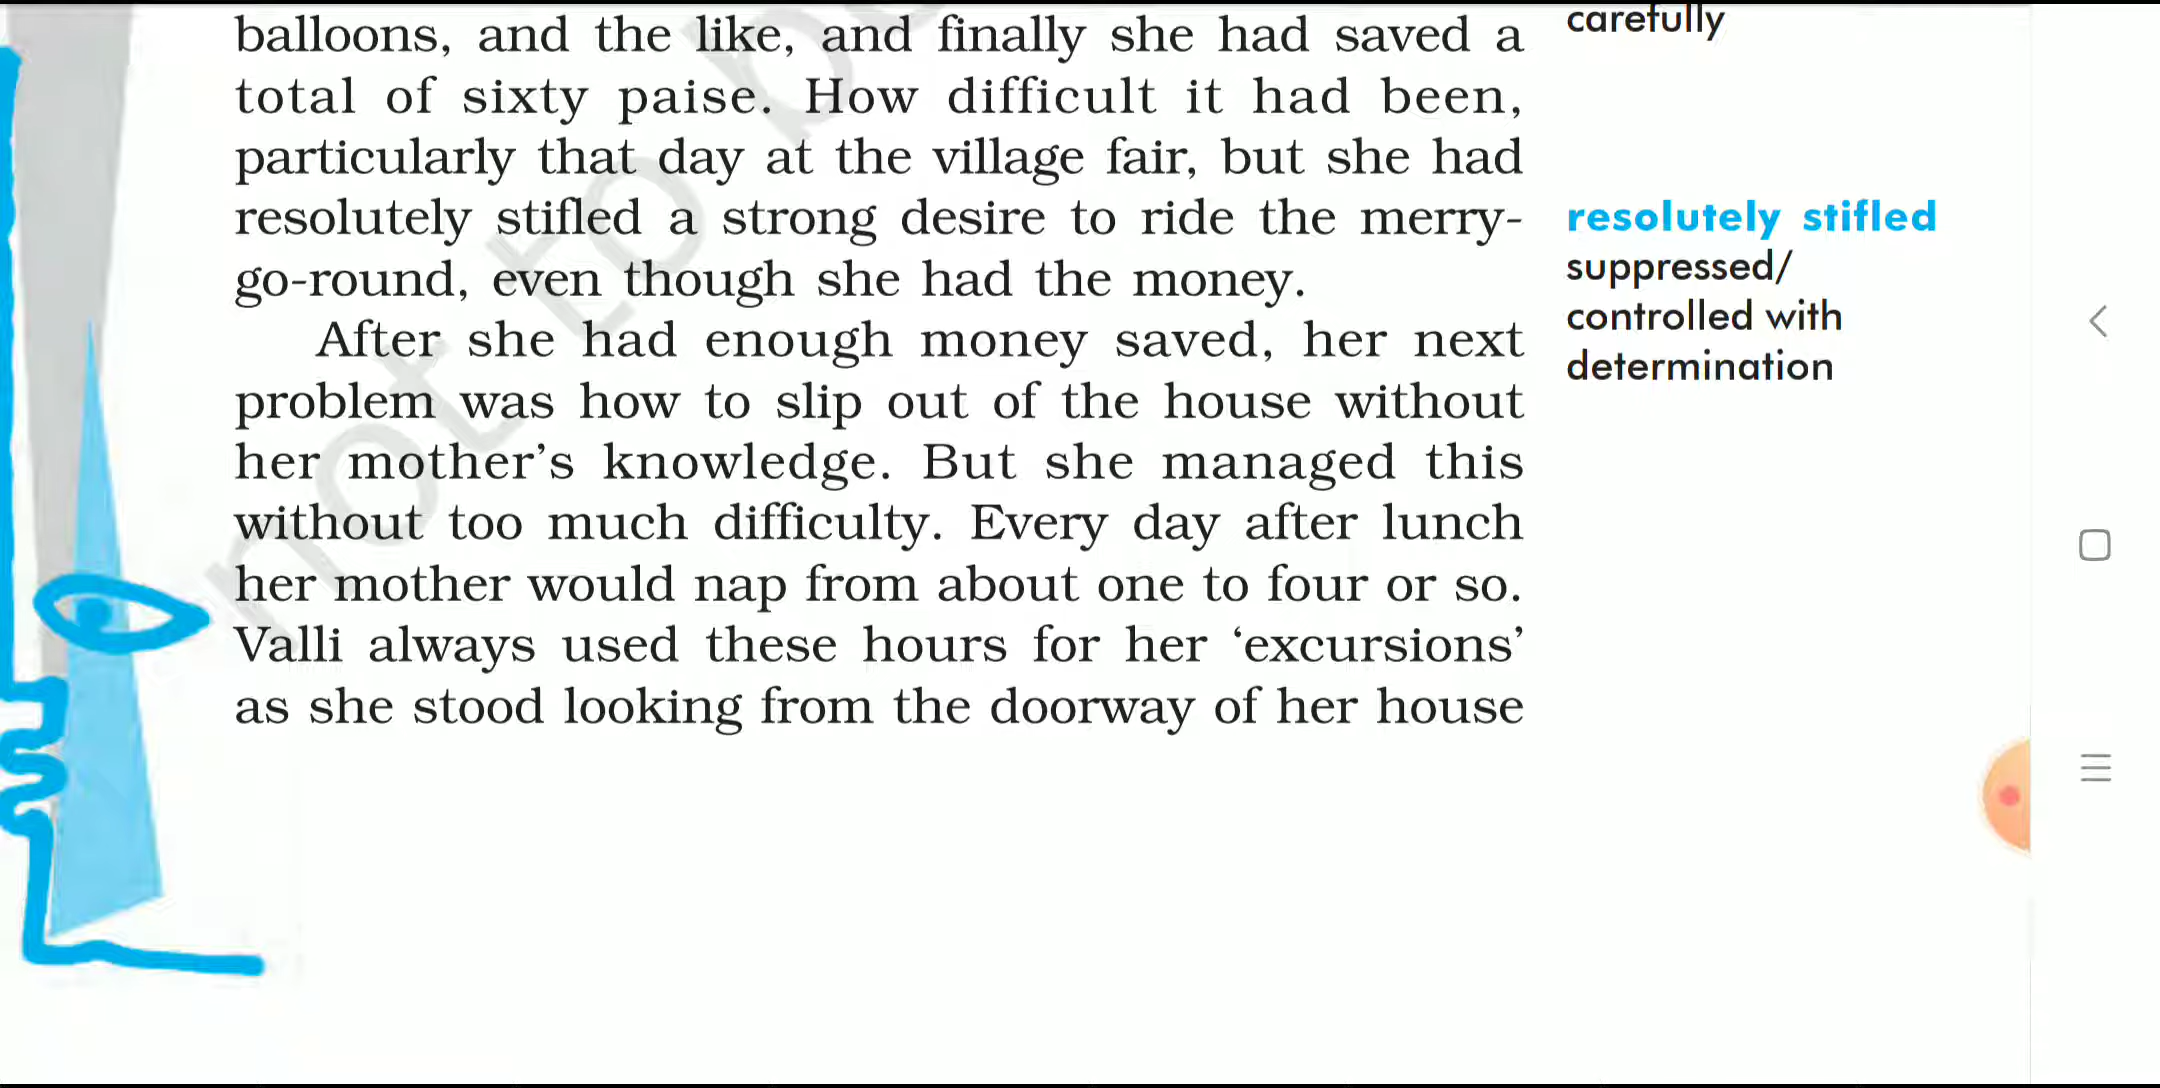 balloons, and the like, and finally she had saved a
total of sixty paise. How difficult it had been,
particularly that day at the village fair, but she had
resolutely stifled a strong desire to ride the merry-
go-round, even though she had the money.
After she had enough money saved, her next
problem was how to slip out of the house without
her mother’s knowledge. But she managed this
without too much difficulty. Every day after lunch
her mother would nap from about one to four or so.
Valli always used these hours for her ‘excursions’
as she stood looking from the doorway of her house
carefully
resolutely stifled
suppressed/
controlled with
determination
not to b